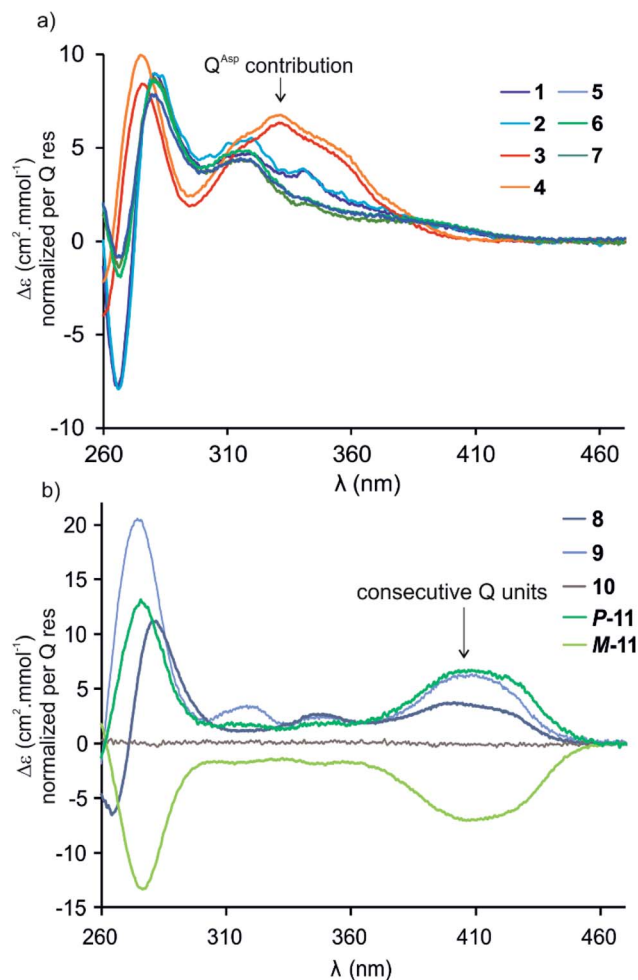 a)
10
5
0
-5
-10
Δε (cm².mmol⁻¹)
normalized per Q res
Q^Asp contribution
1
2
3
4
5
6
7
260
310
360
410
460
λ (nm)
b)
20
15
10
5
0
-5
-10
-15
Δε (cm².mmol⁻¹)
normalized per Q res
8
9
10
P-11
M-11
consecutive Q units
260
310
360
410
460
λ (nm)